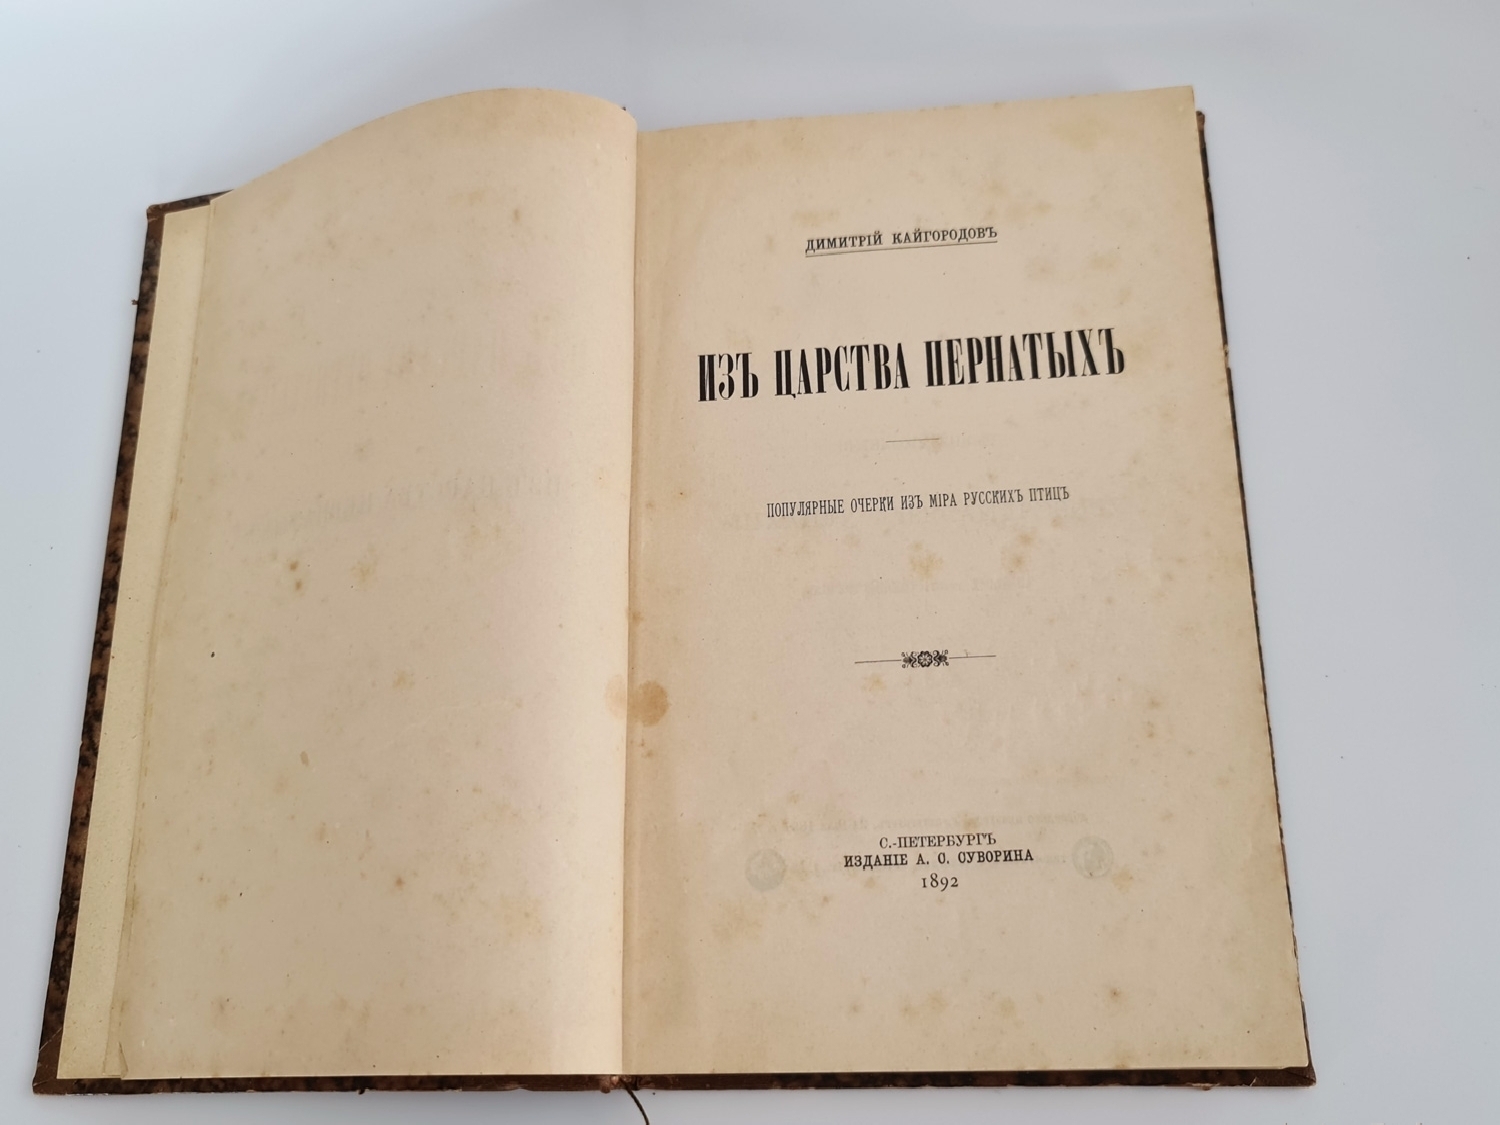 ДИМИТРІЙ КАЙГОРОДОВЪ
ИЗЪ ЦАРСТВА ПЕРНАТЫХЪ
ПОПУЛЯРНЫЕ ОЧЕРКИ ИЗЪ МІРА РУССКИХЪ ПТИЦЪ
С.-ПЕТЕРБУРГЪ
ИЗДАНІЕ А. С. СУВОРИНА
1892